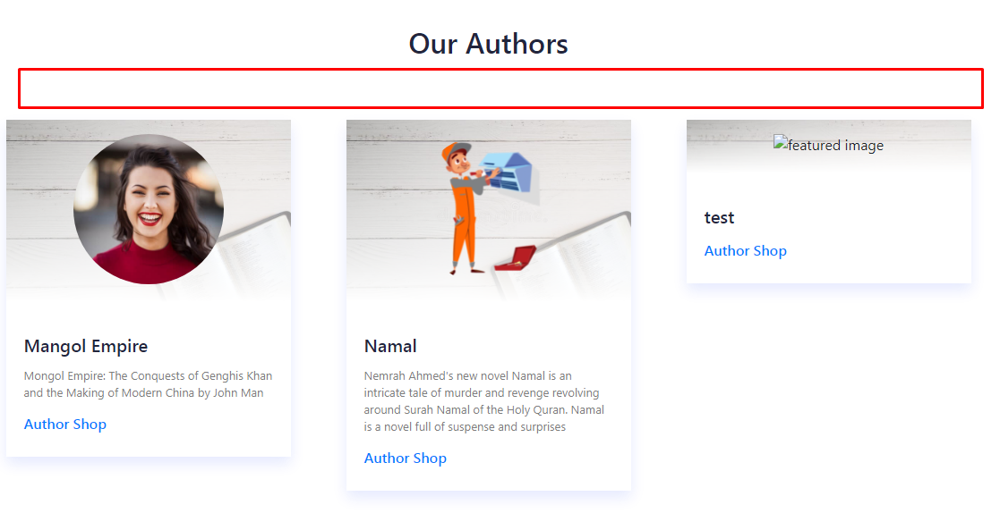 Our Authors
Mangol Empire
Mongol Empire: The Conquests of Genghis Khan
and the Making of Modern China by John Man
Author Shop
Namal
Nemrah Ahmed's new novel Namal is an
intricate tale of murder and revenge revolving
around Surah Namal of the Holy Quran. Namal
is a novel full of suspense and surprises
Author Shop
featured image
test
Author Shop